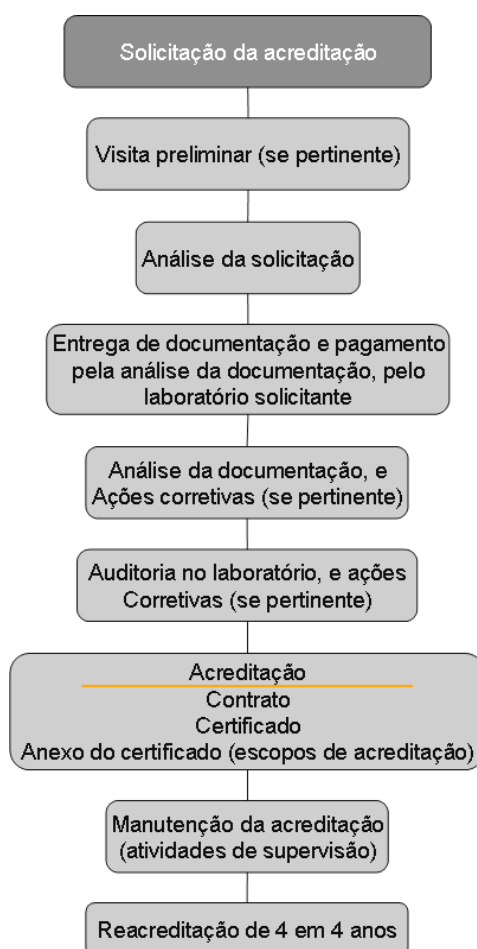 Solicitação da acreditação
Visita preliminar (se pertinente)
Análise da solicitação
Entrega de documentação e pagamento
pela análise da documentação, pelo
laboratório solicitante
Análise da documentação, e
Ações corretivas (se pertinente)
Auditoria no laboratório, e ações
Corretivas (se pertinente)
Acreditação
Contrato
Certificado
Anexo do certificado (escopos de acreditação)
Manutenção da acreditação
(atividades de supervisão)
Reacreditação de 4 em 4 anos